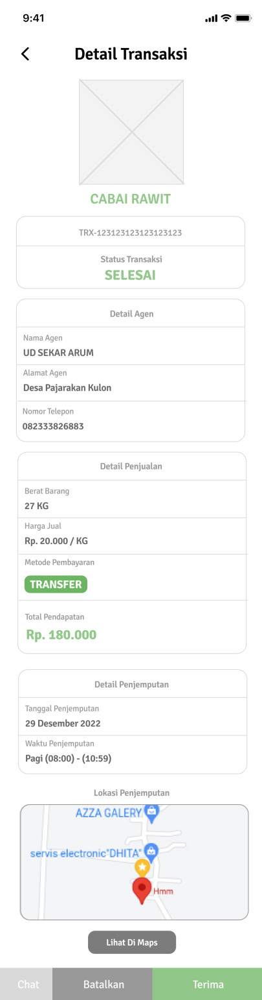 9:41
Detail Transaksi
CABAI RAWIT
TRX-123123123123123123
Status Transaksi
SELESAI
Detail Agen
Nama Agen
UD SEKAR ARUM
Alamat Agen
Desa Pajarakan Kulon
Nomor Telepon
082333826883
Detail Penjualan
Berat Barang
27 KG
Harga Jual
Rp. 20.000 / KG
Metode Pembayaran
TRANSFER
Total Pendapatan
Rp. 180.000
Detail Penjemputan
Tanggal Penjemputan
29 Desember 2022
Waktu Penjemputan
Pagi (08:00) - (10:59)
Lokasi Penjemputan
AZZA GALERY
servis electronic"DHITA"
Hmm
Lihat Di Maps
Chat Batalkan Terima